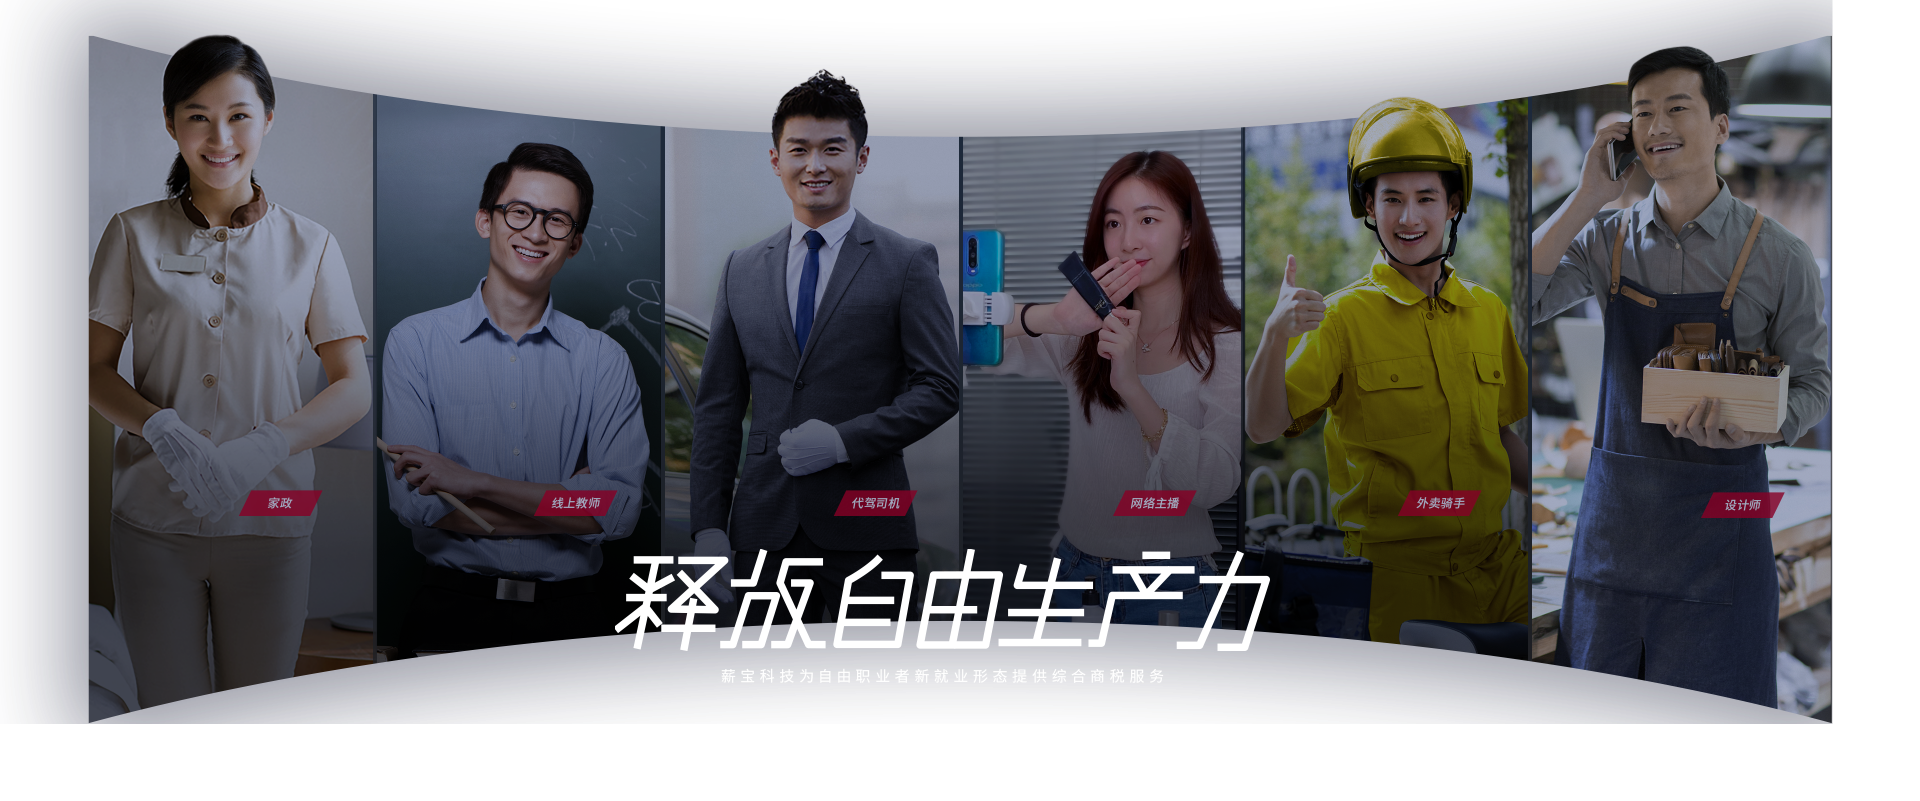 家政
线上教师
代驾司机
网络主播
外卖骑手
设计师
释放自由生产力
薪宝科技为自由职业者新就业形态提供综合商税服务